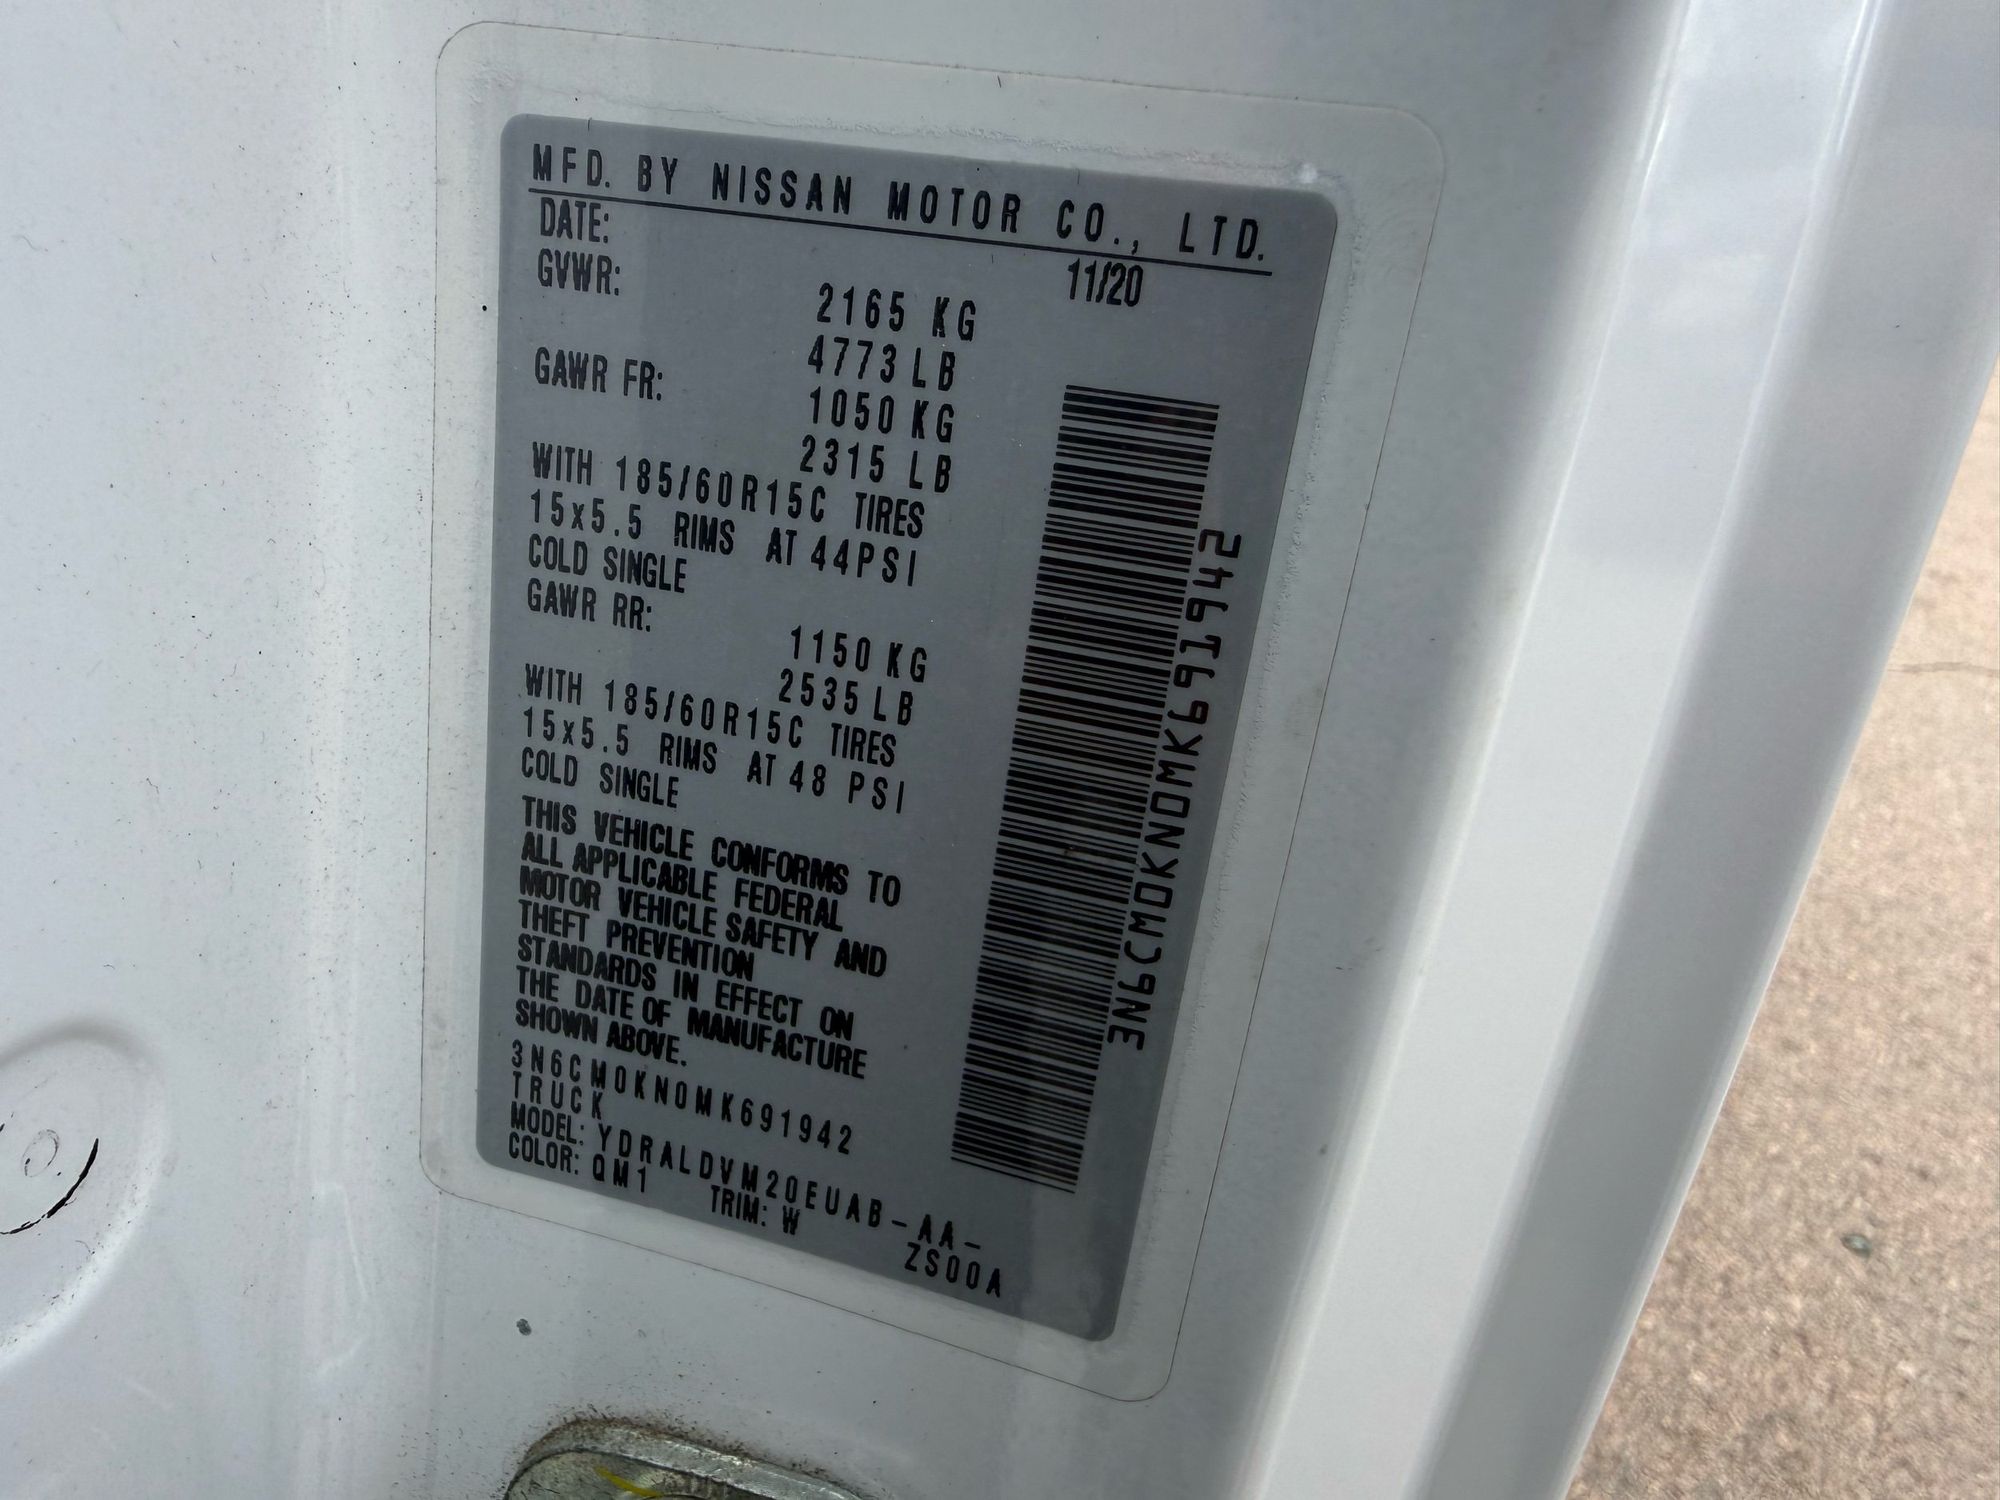 MFD. BY NISSAN MOTOR CO., LTD.
DATE: 11/20
GVWR: 2165 KG
4773 LB
GAWR FR: 1050 KG
2315 LB
WITH 185/60R15C TIRES
15x5.5 RIMS AT 44PSI
COLD SINGLE
GAWR RR: 1150 KG
2535 LB
WITH 185/60R15C TIRES
15x5.5 RIMS AT 48 PSI
COLD SINGLE
THIS VEHICLE CONFORMS TO
ALL APPLICABLE FEDERAL
MOTOR VEHICLE SAFETY AND
THEFT PREVENTION
STANDARDS IN EFFECT ON
THE DATE OF MANUFACTURE
SHOWN ABOVE.
3N6CM0KN0MK691942
TRUCK
MODEL: YDRALDVM20EUAB-AA-
ZS00A
COLOR: QM1 TRIM: W
3N6CM0KN0MK691942